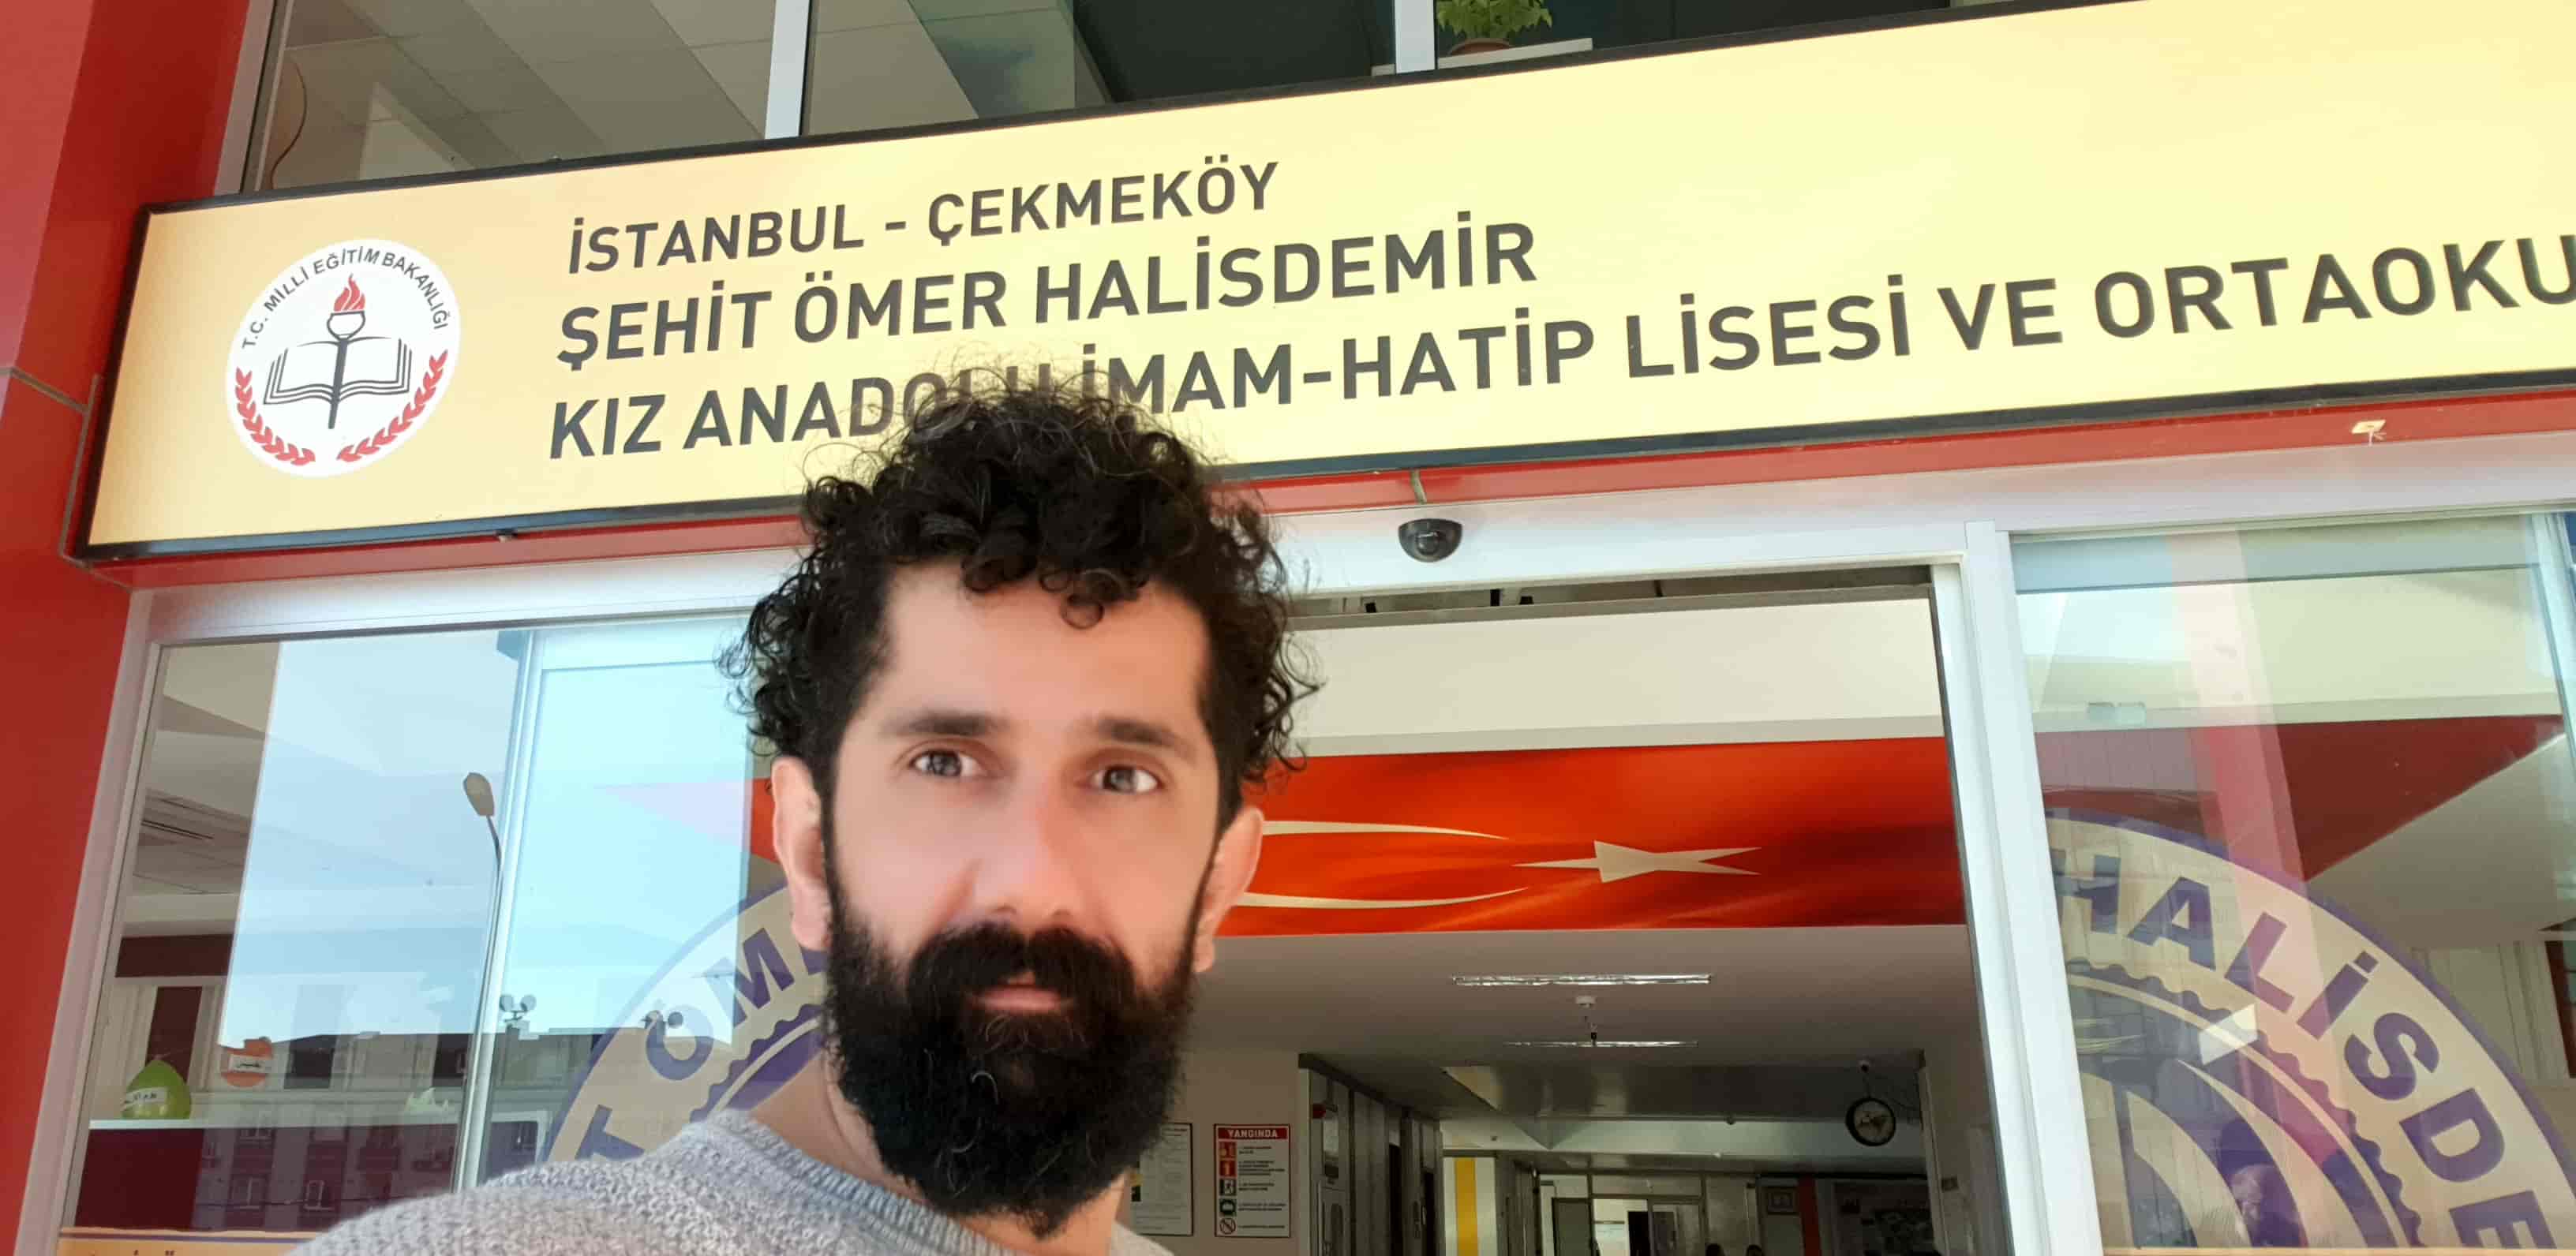 İSTANBUL - ÇEKMEKÖY
ŞEHİT ÖMER HALİSDEMİR
KIZ ANADOLU İMAM-HATİP LİSESİ VE ORTAOKU
T.C. MİLLİ EĞİTİM BAKANLIĞI
T ÖM
HALİSDE
YANGINDA